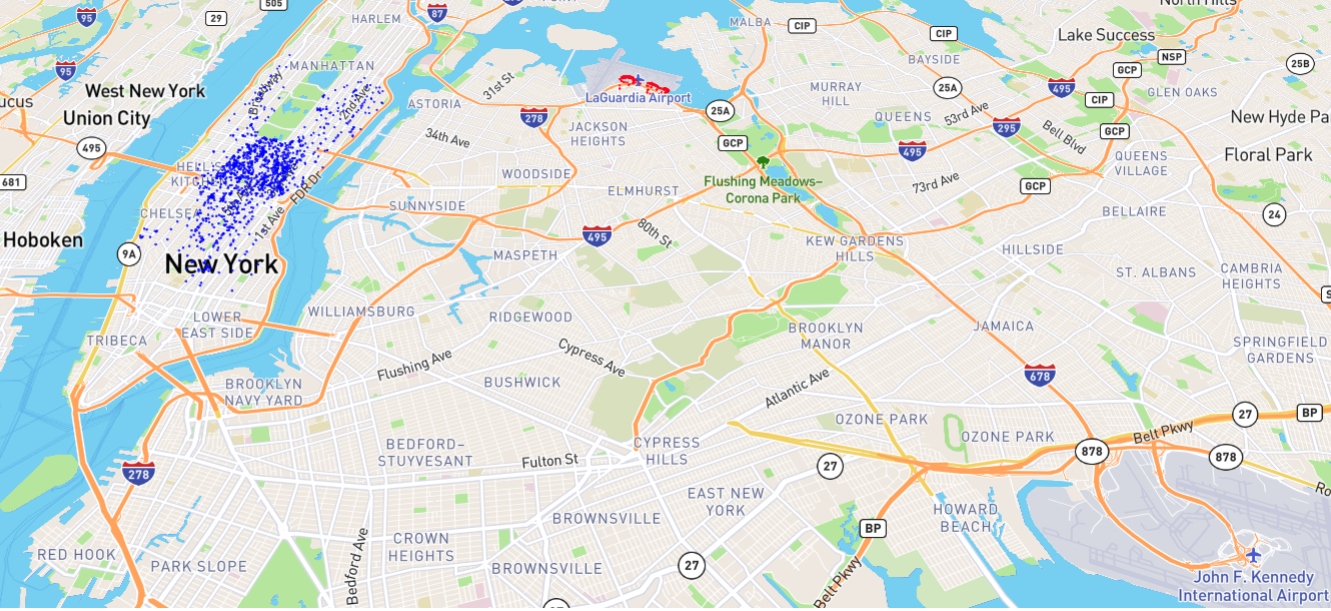 95
29
505
HARLEM
87
MALBA
CIP
CIP
North Hills
Lake Success
NSP
25B
95
MANHATTAN
Broadway
2nd Ave
31st St
LaGuardia Airport
BAYSIDE
GCP
495
25A
CIP
GLEN OAKS
West New York
Union City
ASTORIA
278
25A
MURRAY
HILL
QUEENS
53rd Ave
295
Bell Blvd
GCP
New Hyde Pa
ucus
495
34th Ave
JACKSON
HEIGHTS
GCP
495
QUEENS
VILLAGE
Floral Park
681
HELL'S
KITC
FDR Dr
WOODSIDE
ELMHURST
Flushing Meadows–
Corona Park
73rd Ave
GCP
CHELSEA
1st Ave
SUNNYSIDE
80th St
495
BELLAIRE
24
Hoboken
9A
New York
MASPETH
KEW GARDENS
HILLS
HILLSIDE
ST. ALBANS
CAMBRIA
HEIGHTS
S
LOWER
EAST SIDE
WILLIAMSBURG
RIDGEWOOD
BROOKLYN
MANOR
JAMAICA
TRIBECA
Flushing Ave
Cypress Ave
SPRINGFIELD
GARDENS
BROOKLYN
NAVY YARD
BUSHWICK
Atlantic Ave
678
OZONE PARK
OZONE PARK
27
BP
Belt Pkwy
BEDFORD–
STUYVESANT
CYPRESS
HILLS
878
878
278
Fulton St
27
Ro
EAST NEW
YORK
HOWARD
BEACH
BROWNSVILLE
BP
CROWN
HEIGHTS
RED HOOK
PARK SLOPE
Bedford Ave
BROWNSVILLE
27
Belt Pkwy
John F. Kennedy
International Airport
27